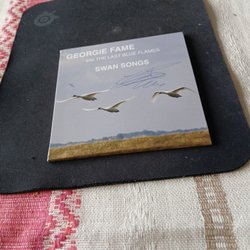 GEORGIE FAME
AND THE LAST BLUE FLAMES
SWAN SONGS